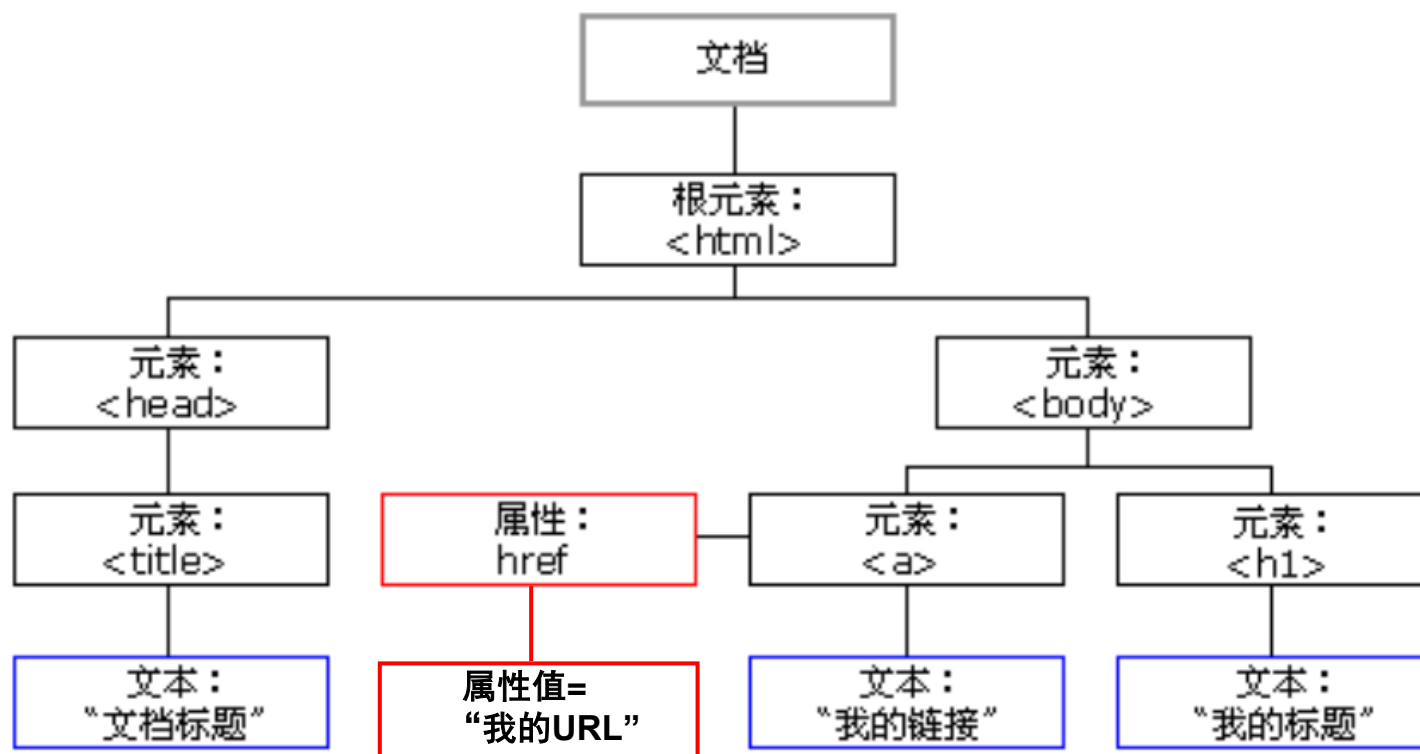 文档
根元素：
<html>
元素：
<head>
元素：
<body>
元素：
<title>
属性：
href
元素：
<a>
元素：
<h1>
文本：
“文档标题”
属性值=
“我的URL”
文本：
“我的链接”
文本：
“我的标题”